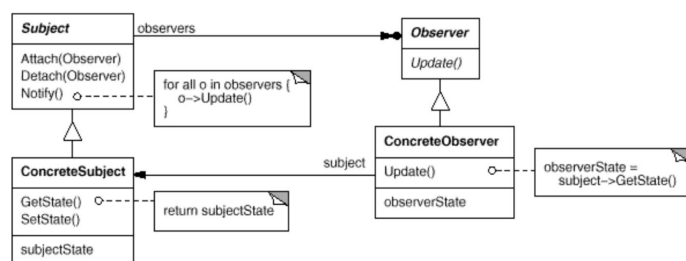 Subject
observers
Observer
Attach(Observer)
Detach(Observer)
Notify()
for all o in observers {
o->Update()
}
Update()
ConcreteSubject
GetState()
SetState()
subjectState
return subjectState
subject
ConcreteObserver
Update()
observerState
observerState =
subject->GetState()